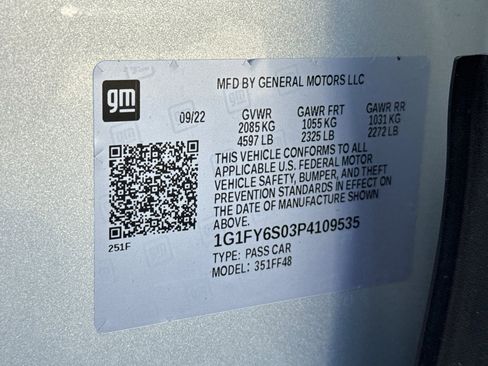 gm
MFD BY GENERAL MOTORS LLC
09/22 GVWR GAWR FRT GAWR RR
2085 KG 1055 KG 1031 KG
4597 LB 2325 LB 2272 LB
THIS VEHICLE CONFORMS TO ALL
APPLICABLE U.S. FEDERAL MOTOR
VEHICLE SAFETY, BUMPER, AND THEFT
PREVENTION STANDARDS IN EFFECT ON
THE DATE OF MANUFACTURE SHOWN
ABOVE.
251F
1G1FY6S03P4109535
TYPE: PASS CAR
MODEL: 351FF48